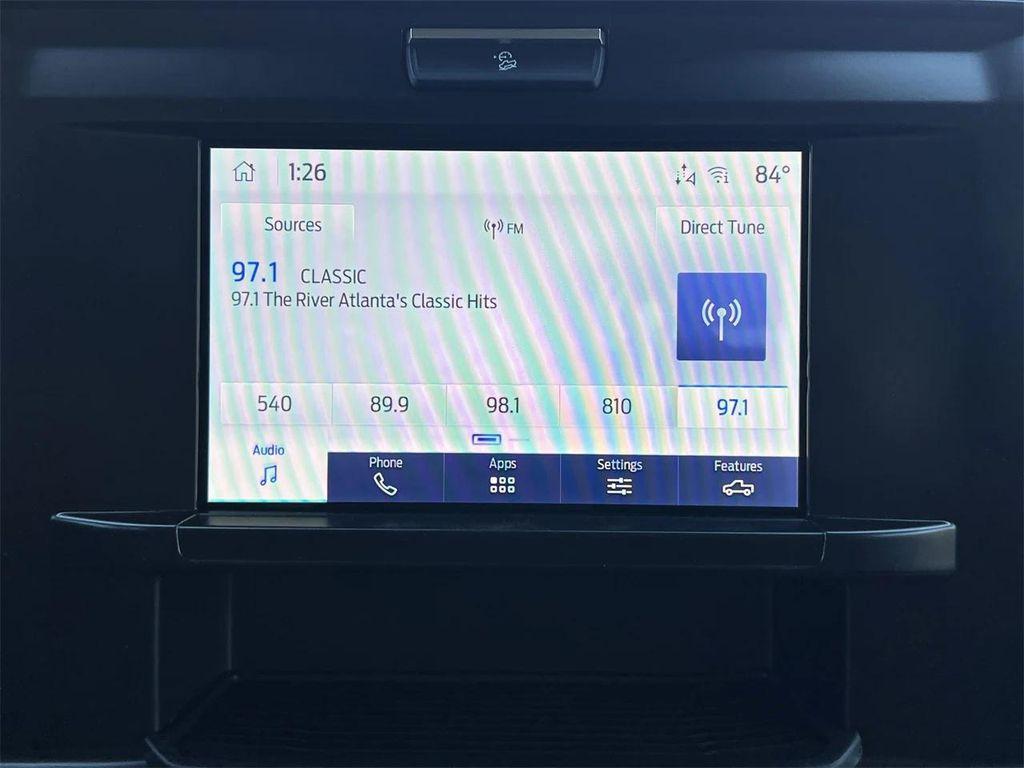 1:26
84°
Sources
FM
Direct Tune
97.1 CLASSIC
97.1 The River Atlanta's Classic Hits
540 89.9 98.1 810 97.1
Audio Phone Apps Settings Features